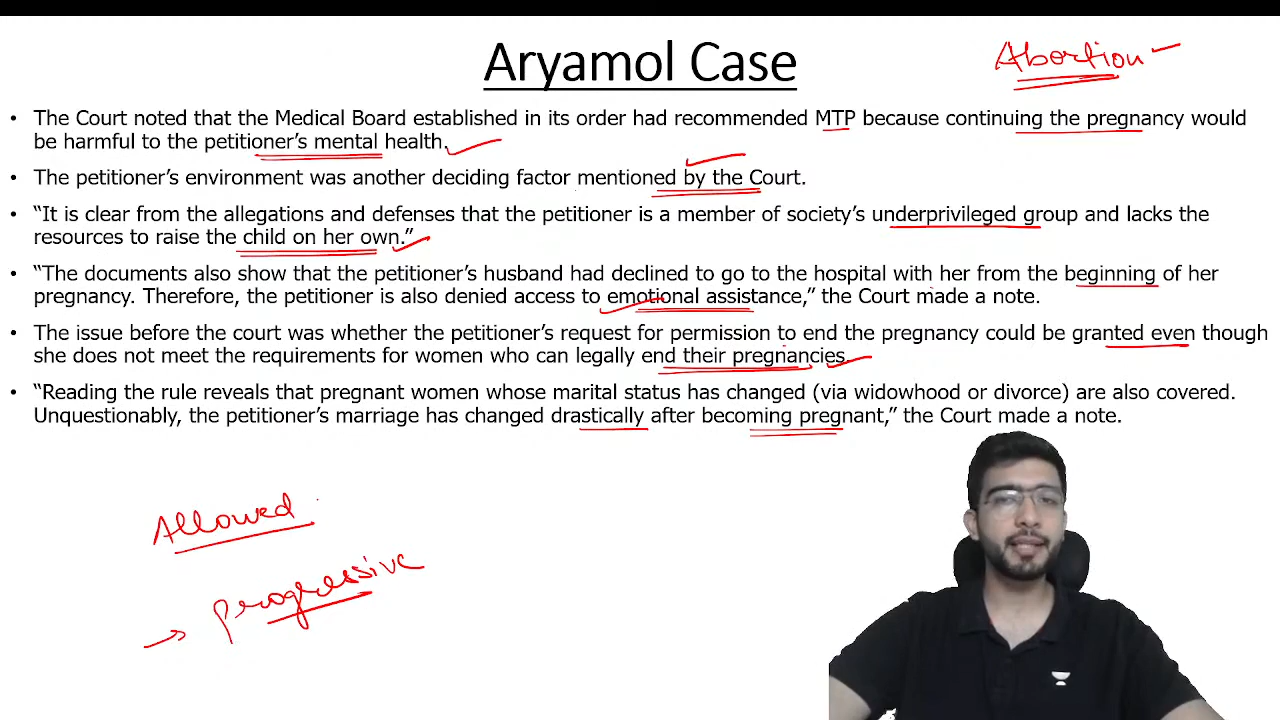 Aryamol Case
Abortion
• The Court noted that the Medical Board established in its order had recommended MTP because continuing the pregnancy would
be harmful to the petitioner’s mental health.
• The petitioner’s environment was another deciding factor mentioned by the Court.
• “It is clear from the allegations and defenses that the petitioner is a member of society’s underprivileged group and lacks the
resources to raise the child on her own.”
• “The documents also show that the petitioner’s husband had declined to go to the hospital with her from the beginning of her
pregnancy. Therefore, the petitioner is also denied access to emotional assistance,” the Court made a note.
• The issue before the court was whether the petitioner’s request for permission to end the pregnancy could be granted even though
she does not meet the requirements for women who can legally end their pregnancies.
• “Reading the rule reveals that pregnant women whose marital status has changed (via widowhood or divorce) are also covered.
Unquestionably, the petitioner’s marriage has changed drastically after becoming pregnant,” the Court made a note.
Allowed
→ Progressive